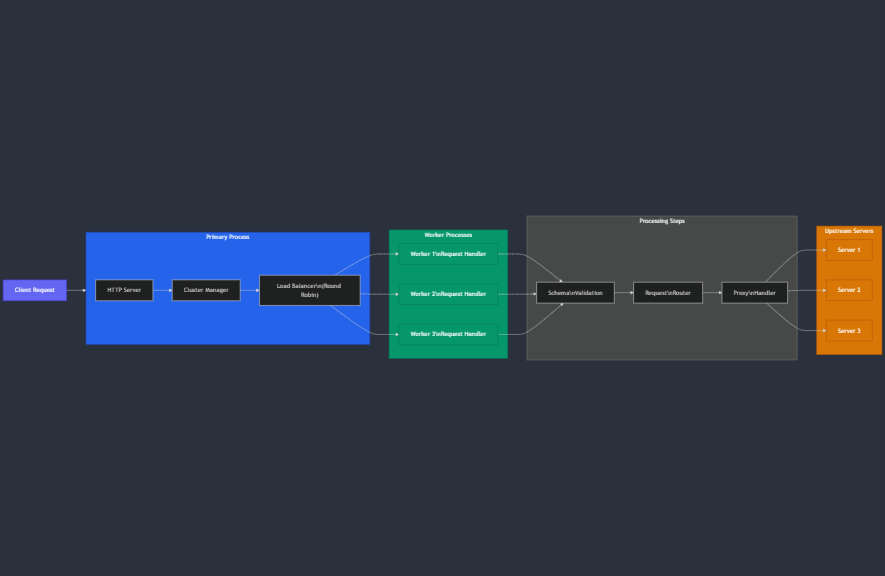 Primary Process
Client Request
HTTP Server
Cluster Manager
Load Balancer\n(Round
Robin)
Worker Processes
Worker 1\nRequest Handler
Worker 2\nRequest Handler
Worker 3\nRequest Handler
Processing Steps
Schema\nValidation
Request\nRouter
Proxy\nHandler
Upstream Servers
Server 1
Server 2
Server 3